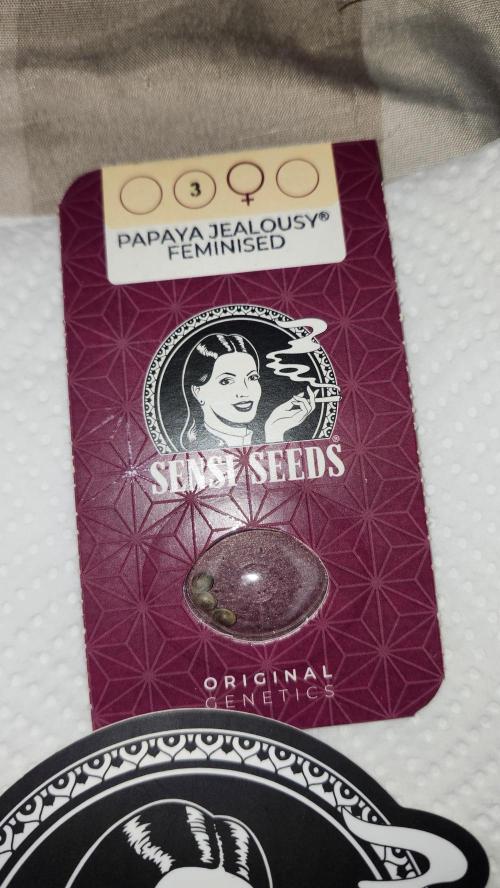 3
PAPAYA JEALOUSY®
FEMINISED
SENSI SEEDS®
ORIGINAL
GENETICS